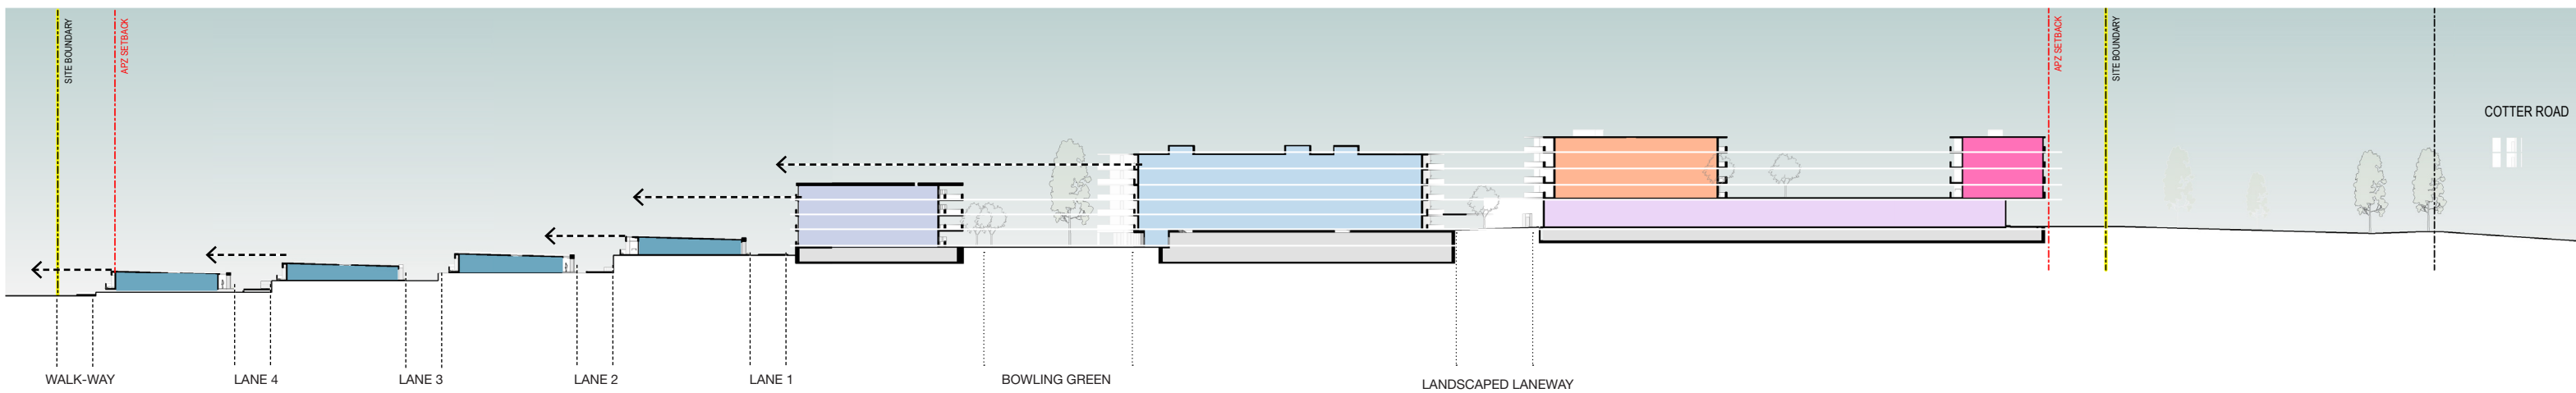 SITE BOUNDARY
APZ SETBACK
APZ SETBACK
SITE BOUNDARY
COTTER ROAD
WALK-WAY
LANE 4
LANE 3
LANE 2
LANE 1
BOWLING GREEN
LANDSCAPED LANEWAY